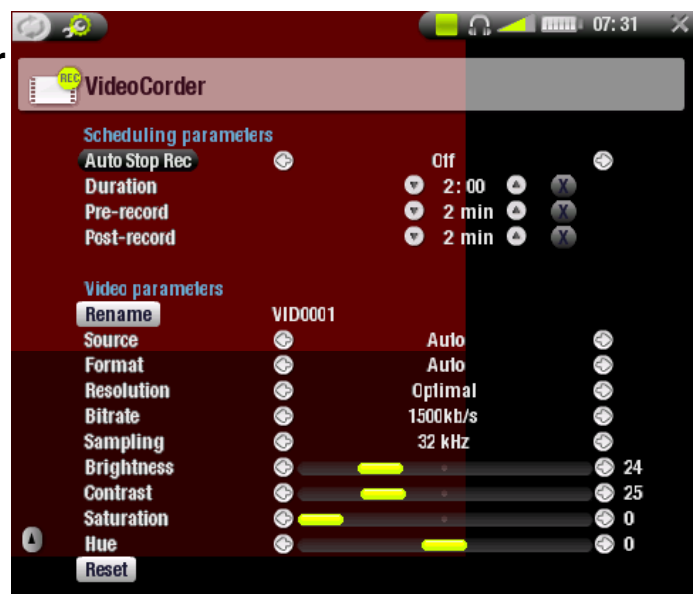 07:31
REC
VideoCorder
Scheduling parameters
Auto Stop Rec Off
Duration 2:00 X
Pre-record 2 min X
Post-record 2 min X
Video parameters
Rename VID0001
Source Auto
Format Auto
Resolution Optimal
Bitrate 1500kb/s
Sampling 32 kHz
Brightness 24
Contrast 25
Saturation 0
Hue 0
Reset